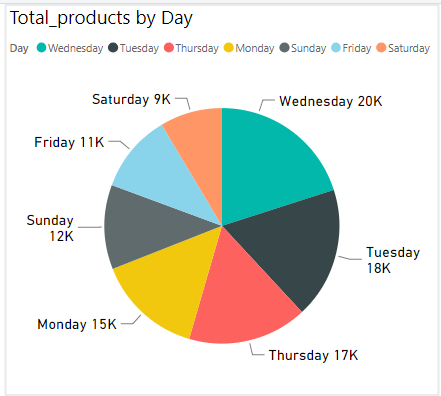 Total_products by Day
Day Wednesday Tuesday Thursday Monday Sunday Friday Saturday
Saturday 9K
Wednesday 20K
Friday 11K
Sunday
12K
Tuesday
18K
Monday 15K
Thursday 17K